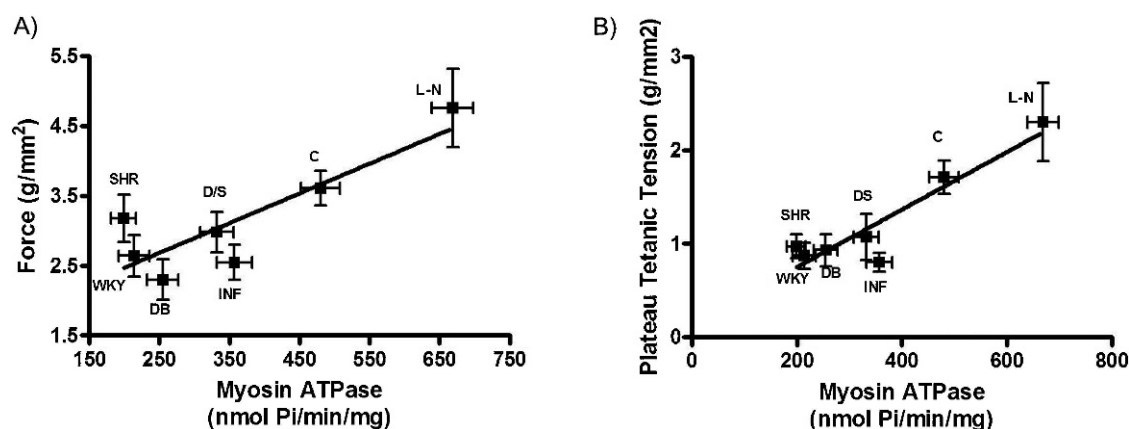 A)
Force (g/mm²)
5.5
4.5
3.5
2.5
1.5
L-N
C
SHR
D/S
WKY
DB
INF
150 250 350 450 550 650 750
Myosin ATPase
(nmol Pi/min/mg)
B)
Plateau Tetanic Tension (g/mm2)
3
2
1
0
L-N
C
DS
SHR
WKY
DB
INF
0 200 400 600 800
Myosin ATPase
(nmol Pi/min/mg)